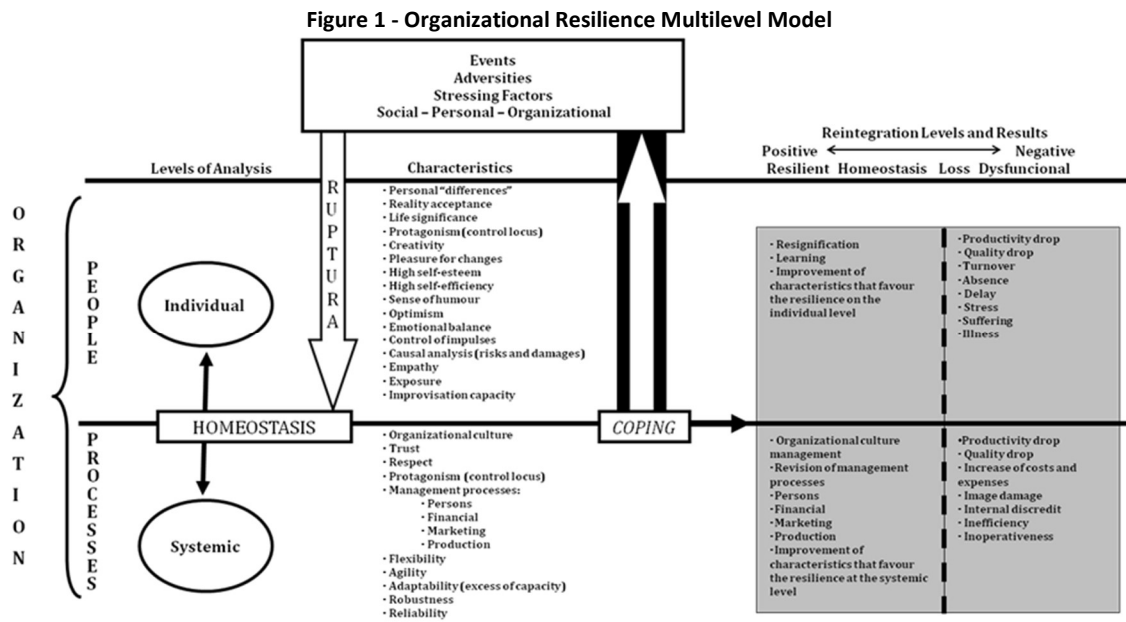 Figure 1 - Organizational Resilience Multilevel Model
Events
Adversities
Stressing Factors
Social – Personal – Organizational
Reintegration Levels and Results
Positive Negative
Levels of Analysis
Characteristics
Resilient Homeostasis Loss Dysfuncional
ORGANIZATION
PEOPLE
Individual
RUPTURA
· Personal "differences"
· Reality acceptance
· Life significance
· Protagonism (control locus)
· Creativity
· Pleasure for changes
· High self-esteem
· High self-efficiency
· Sense of humour
· Optimism
· Emotional balance
· Control of impulses
· Causal analysis (risks and damages)
· Empathy
· Exposure
· Improvisation capacity
· Resignification
· Learning
· Improvement of
characteristics that favour
the resilience on the
individual level
·Productivity drop
·Quality drop
·Turnover
·Absence
·Delay
·Stress
·Suffering
·Illness
HOMEOSTASIS
COPING
PROCESSES
Systemic
· Organizational culture
· Trust
· Respect
· Protagonism (control locus)
· Management processes:
· Persons
· Financial
· Marketing
· Production
· Flexibility
· Agility
· Adaptability (excess of capacity)
· Robustness
· Reliability
· Organizational culture
management
· Revision of management
processes
· Persons
· Financial
· Marketing
· Production
· Improvement of
characteristics that favour
the resilience at the systemic
level
•Productivity drop
· Quality drop
· Increase of costs and
expenses
· Image damage
· Internal discredit
· Inefficiency
· Inoperativeness